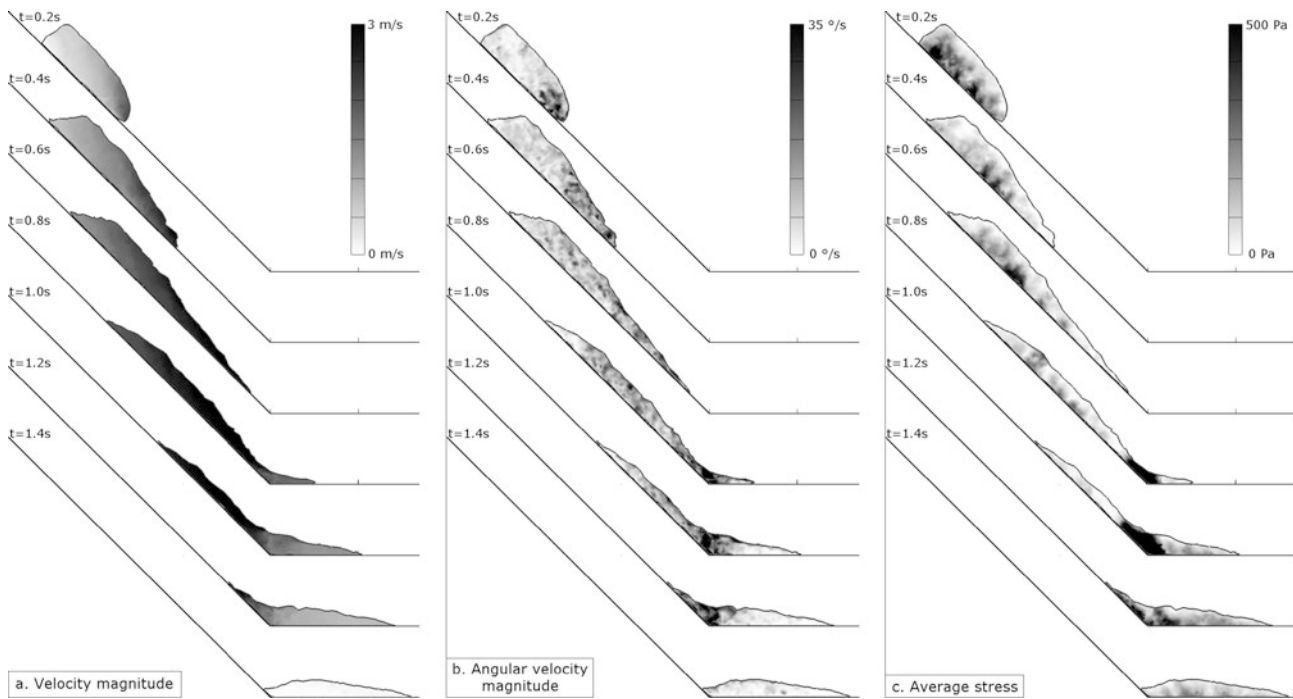 t=0.2s
t=0.4s
t=0.6s
t=0.8s
t=1.0s
t=1.2s
t=1.4s
3 m/s
0 m/s
a. Velocity magnitude
t=0.2s
t=0.4s
t=0.6s
t=0.8s
t=1.0s
t=1.2s
t=1.4s
35 °/s
0 °/s
b. Angular velocity
magnitude
t=0.2s
t=0.4s
t=0.6s
t=0.8s
t=1.0s
t=1.2s
t=1.4s
500 Pa
0 Pa
c. Average stress